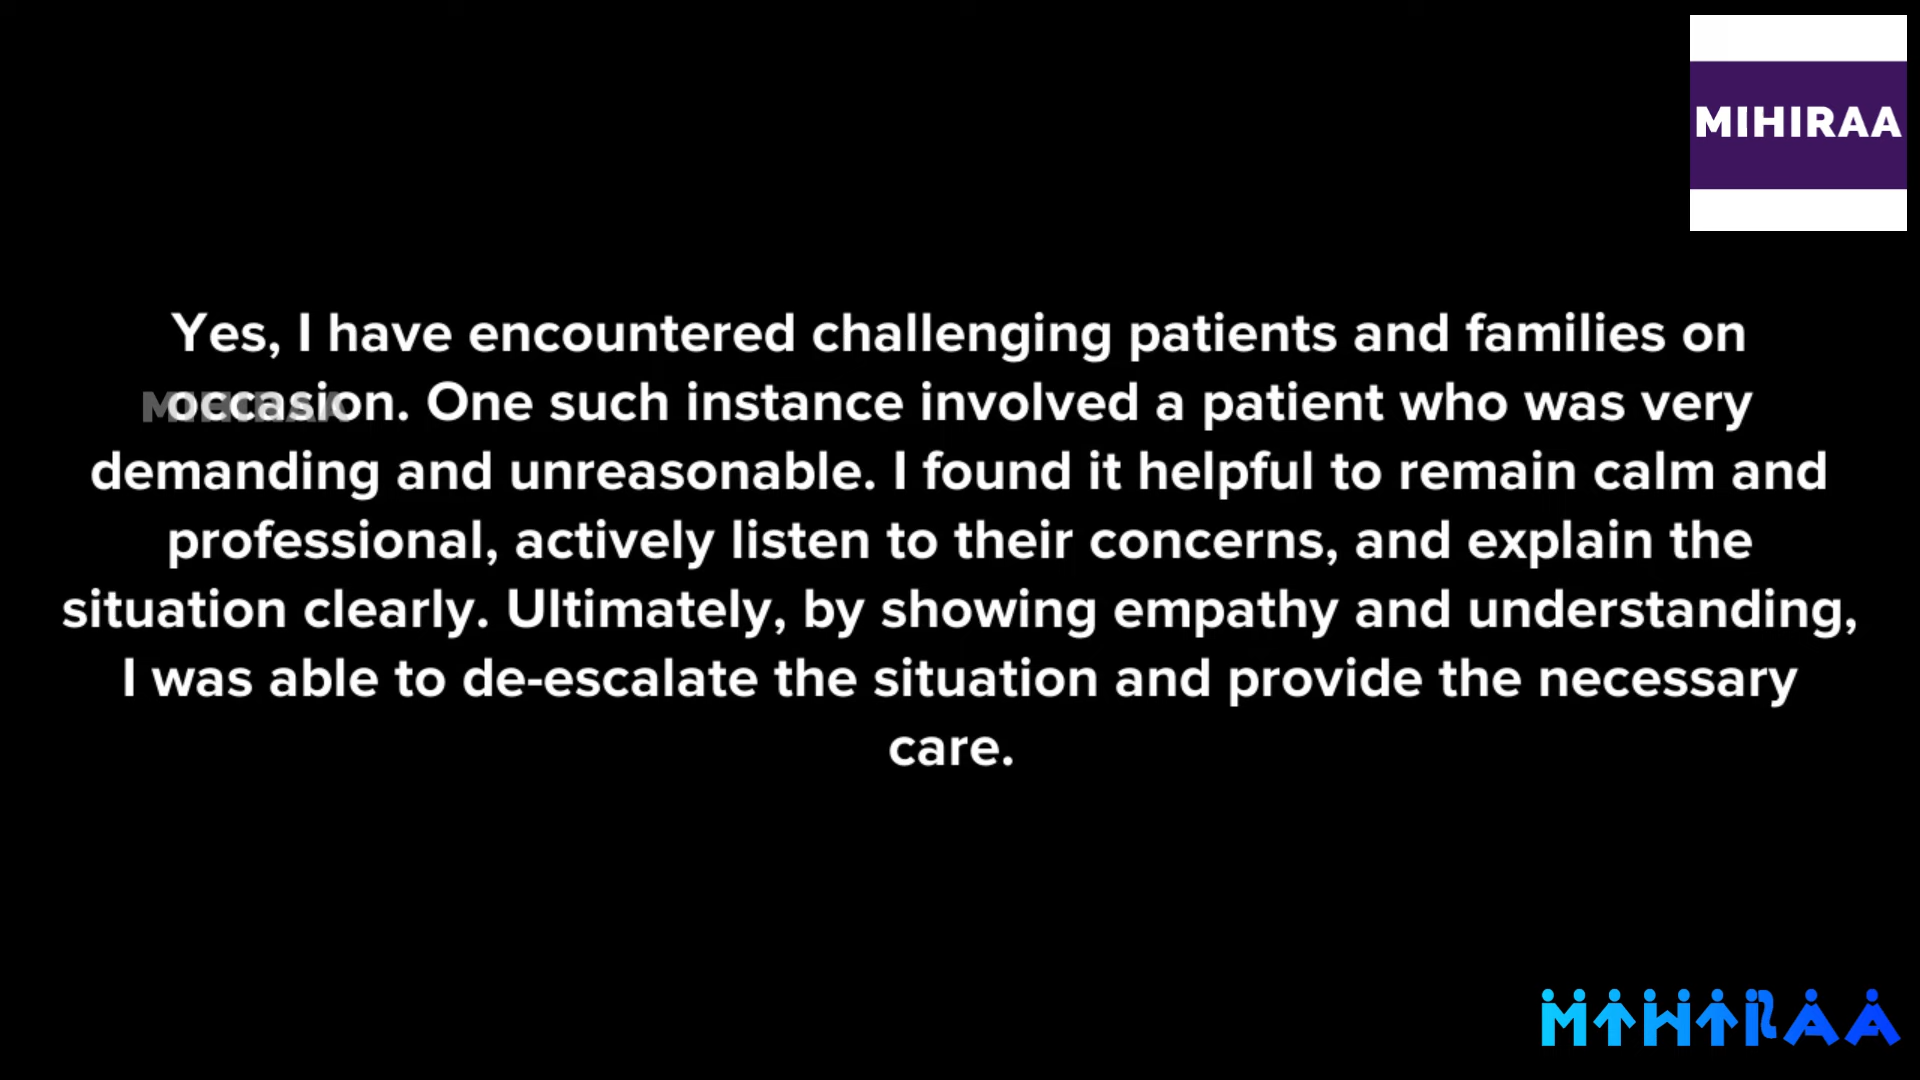 MIHIRAA
Yes, I have encountered challenging patients and families on
occasion. One such instance involved a patient who was very
MIHIRAA
demanding and unreasonable. I found it helpful to remain calm and
professional, actively listen to their concerns, and explain the
situation clearly. Ultimately, by showing empathy and understanding,
I was able to de-escalate the situation and provide the necessary
care.
MIHIRAA